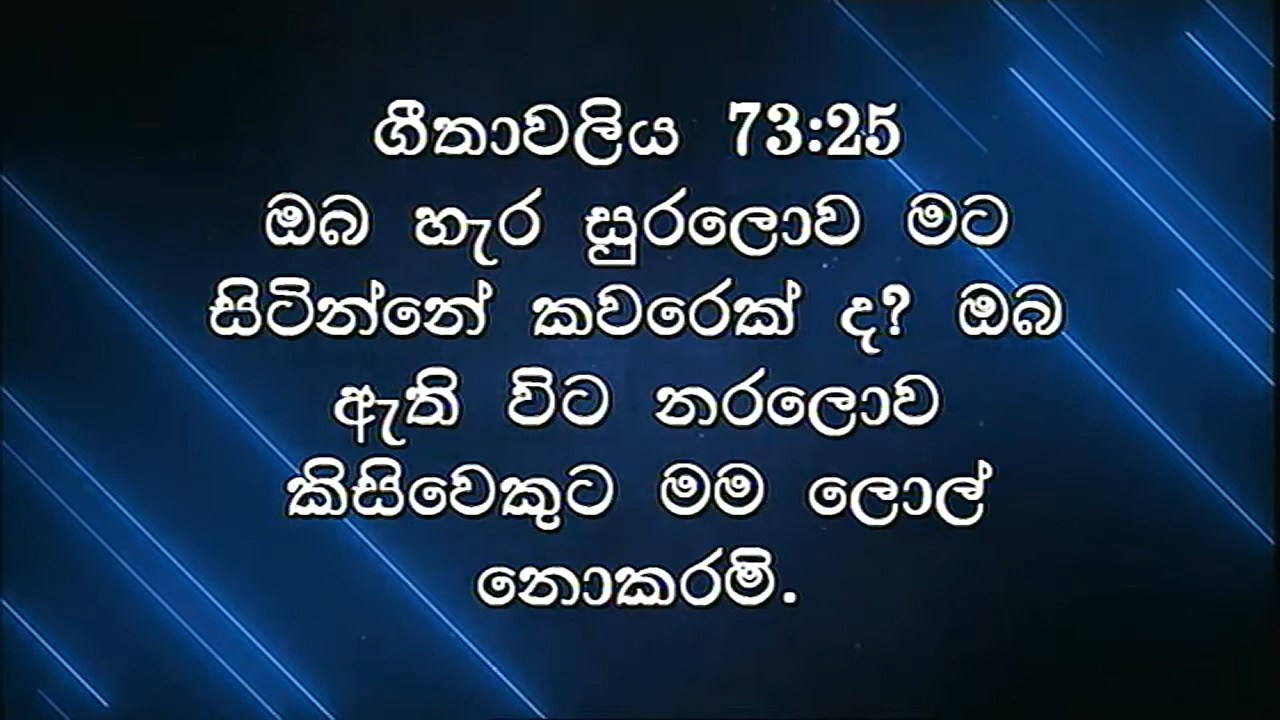 ගීතාවලිය 73:25
ඔබ හැර සුරලොව මට
සිටින්නේ කවරෙක් ද? ඔබ
ඇති විට නරලොව
කිසිවෙකුට මම ලොල්
නොකරමි.